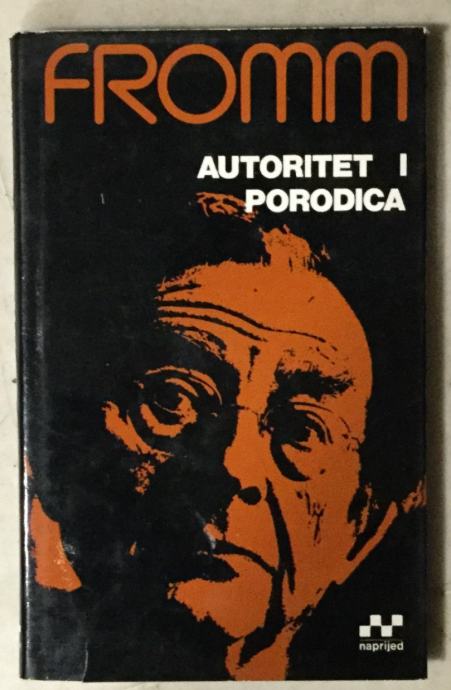 FROMM
AUTORITET I
PORODICA
naprijed